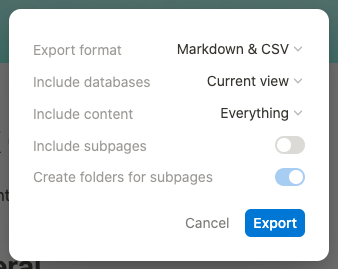 Export format Markdown & CSV
Include databases Current view
Include content Everything
Include subpages
Create folders for subpages
Cancel Export